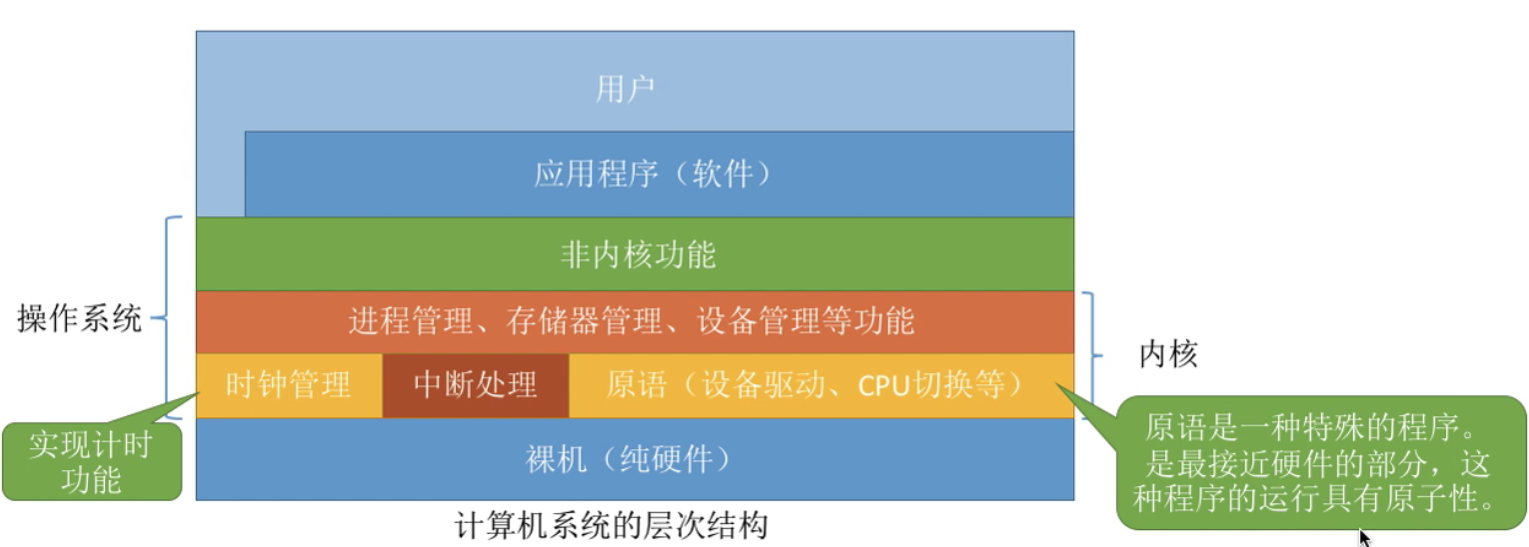 用户
应用程序（软件）
非内核功能
操作系统
进程管理、存储器管理、设备管理等功能
内核
时钟管理
中断处理
原语（设备驱动、CPU切换等）
实现计时
功能
裸机（纯硬件）
原语是一种特殊的程序。
是最接近硬件的部分，这
种程序的运行具有原子性。
计算机系统的层次结构